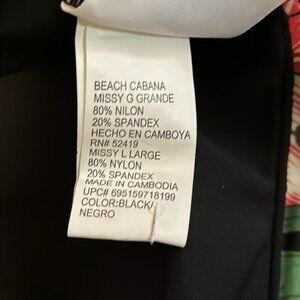 BEACH CABANA
MISSY G GRANDE
80% NILON
20% SPANDEX
HECHO EN CAMBOYA
RN# 52419
MISSY L LARGE
80% NYLON
20% SPANDEX
MADE IN CAMBODIA
UPC# 695159718199
COLOR:BLACK/
NEGRO